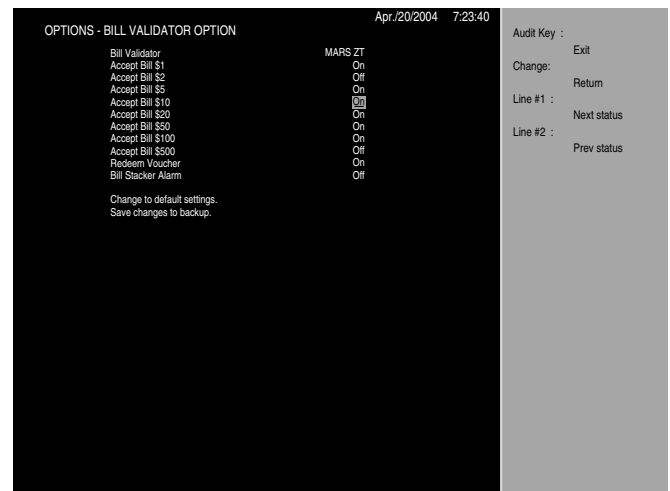 Apr./20/2004 7:23:40
OPTIONS - BILL VALIDATOR OPTION
Bill Validator MARS ZT
Accept Bill $1 On
Accept Bill $2 Off
Accept Bill $5 On
Accept Bill $10 On
Accept Bill $20 On
Accept Bill $50 On
Accept Bill $100 On
Accept Bill $500 Off
Redeem Voucher On
Bill Stacker Alarm Off
Change to default settings.
Save changes to backup.
Audit Key :
Exit
Change:
Return
Line #1 :
Next status
Line #2 :
Prev status